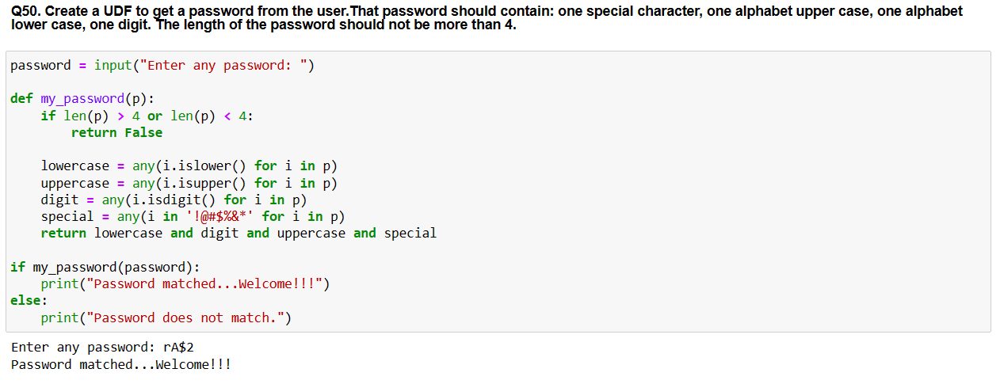 Q50. Create a UDF to get a password from the user.That password should contain: one special character, one alphabet upper case, one alphabet
lower case, one digit. The length of the password should not be more than 4.
password = input("Enter any password: ")
def my_password(p):
    if len(p) > 4 or len(p) < 4:
        return False
    lowercase = any(i.islower() for i in p)
    uppercase = any(i.isupper() for i in p)
    digit = any(i.isdigit() for i in p)
    special = any(i in '!@#$%&*' for i in p)
    return lowercase and digit and uppercase and special
if my_password(password):
    print("Password matched...Welcome!!!")
else:
    print("Password does not match.")
Enter any password: rA$2
Password matched...Welcome!!!